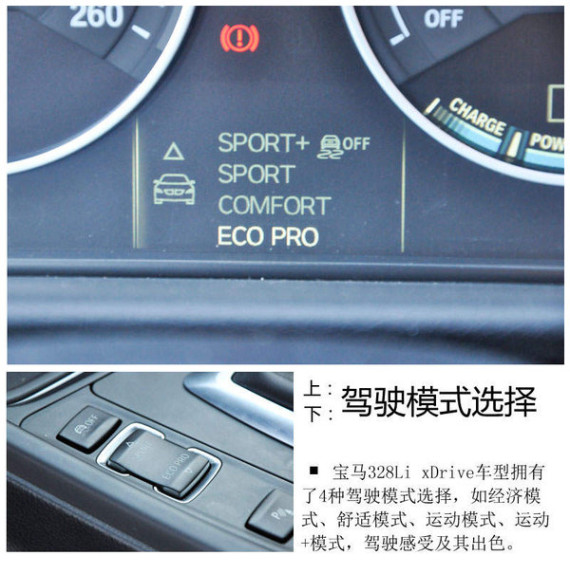 260
OFF
CHARGE
POW
SPORT+ OFF
SPORT
COMFORT
ECO PRO
OFF
ECO PRO
P
上:
下:
驾驶模式选择
■ 宝马328Li xDrive车型拥有
了4种驾驶模式选择，如经济模
式、舒适模式、运动模式、运动
+模式，驾驶感受及其出色。